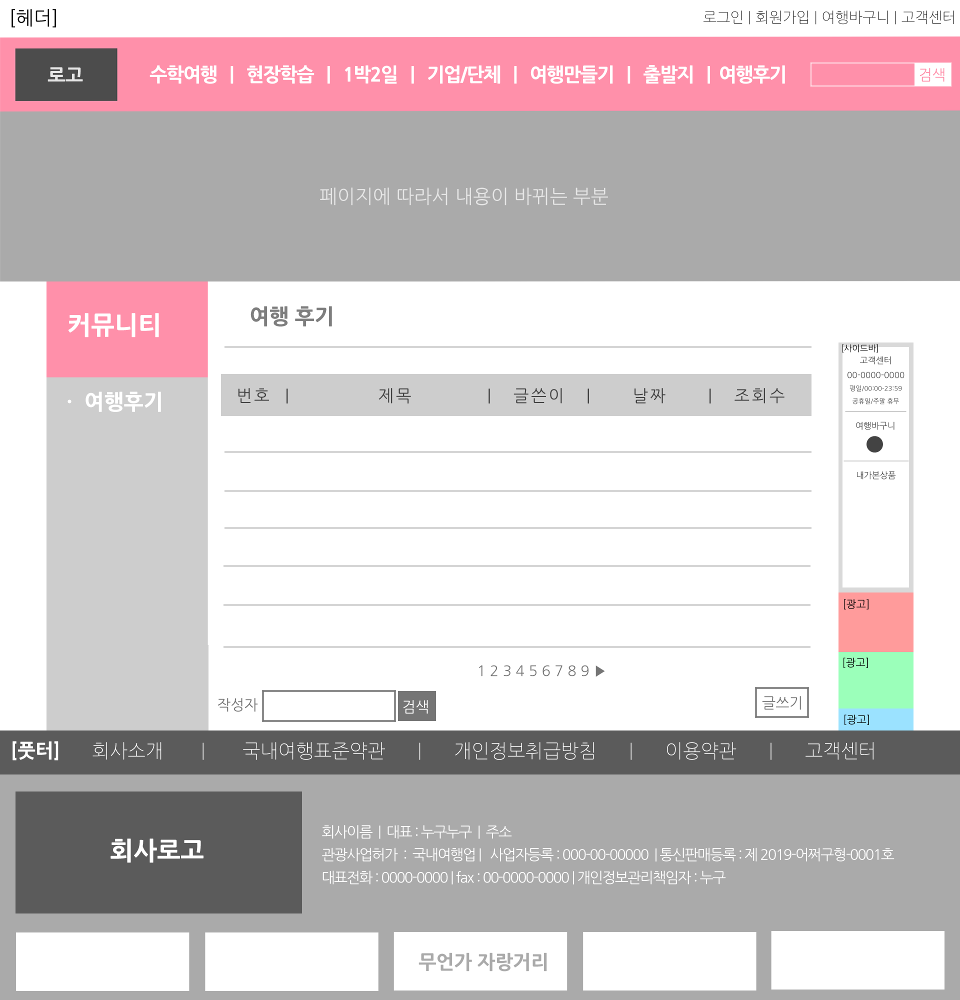 [헤더]
로그인 | 회원가입 | 여행바구니 | 고객센터
로고
수학여행 | 현장학습 | 1박2일 | 기업/단체 | 여행만들기 | 출발지 | 여행후기
검색
페이지에 따라서 내용이 바뀌는 부분
커뮤니티
· 여행후기
여행 후기
번호 | 제목 | 글쓴이 | 날짜 | 조회수
1 2 3 4 5 6 7 8 9 ▶
작성자
검색
글쓰기
[사이드바]
고객센터
00-0000-0000
평일/00:00-23:59
공휴일/주말 휴무
여행바구니
내가본상품
[광고]
[광고]
[광고]
[풋터] 회사소개 | 국내여행표준약관 | 개인정보취급방침 | 이용약관 | 고객센터
회사로고
회사이름 | 대표 : 누구누구 | 주소
관광사업허가 : 국내여행업 | 사업자등록 : 000-00-00000 | 통신판매등록 : 제 2019-어쩌구형-0001호
대표전화 : 0000-0000 | fax : 00-0000-0000 | 개인정보관리책임자 : 누구
무언가 자랑거리